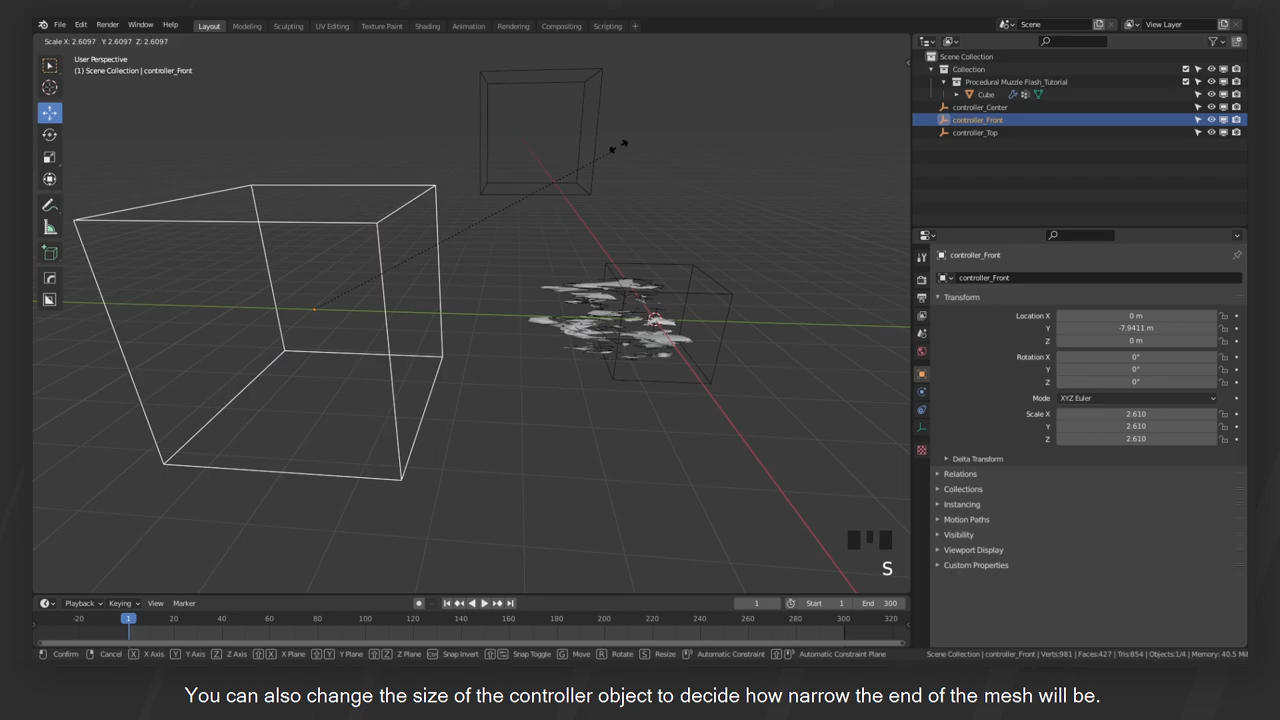 File Edit Render Window Help Layout Modeling Sculpting UV Editing Texture Paint Shading Animation Rendering Compositing Scripting + Scene View Layer
Scale X: 2.6097 Y: 2.6097 Z: 2.6097
User Perspective
(1) Scene Collection | controller_Front
Scene Collection
Collection
Procedural Muzzle Flash_Tutorial
Cube
controller_Center
controller_Front
controller_Top
controller_Front
controller_Front
Transform
Location X 0 m
Y -7.9411 m
Z 0 m
Rotation X 0°
Y 0°
Z 0°
Mode XYZ Euler
Scale X 2.610
Y 2.610
Z 2.610
Delta Transform
Relations
Collections
Instancing
Motion Paths
Visibility
Viewport Display
Custom Properties
S
Playback Keying View Marker 1 Start 1 End 300
-20 1 20 40 60 80 100 120 140 160 180 200 220 240 260 280 300 320
Confirm Cancel X X Axis Y Y Axis Z Z Axis X X Plane Y Y Plane Z Z Plane Snap Invert Snap Toggle G Move R Rotate S Resize Automatic Constraint Automatic Constraint Plane Scene Collection | controller_Front | Verts:981 | Faces:427 | Tris:854 | Objects:1/4 | Memory: 40.5 Mi
You can also change the size of the controller object to decide how narrow the end of the mesh will be.